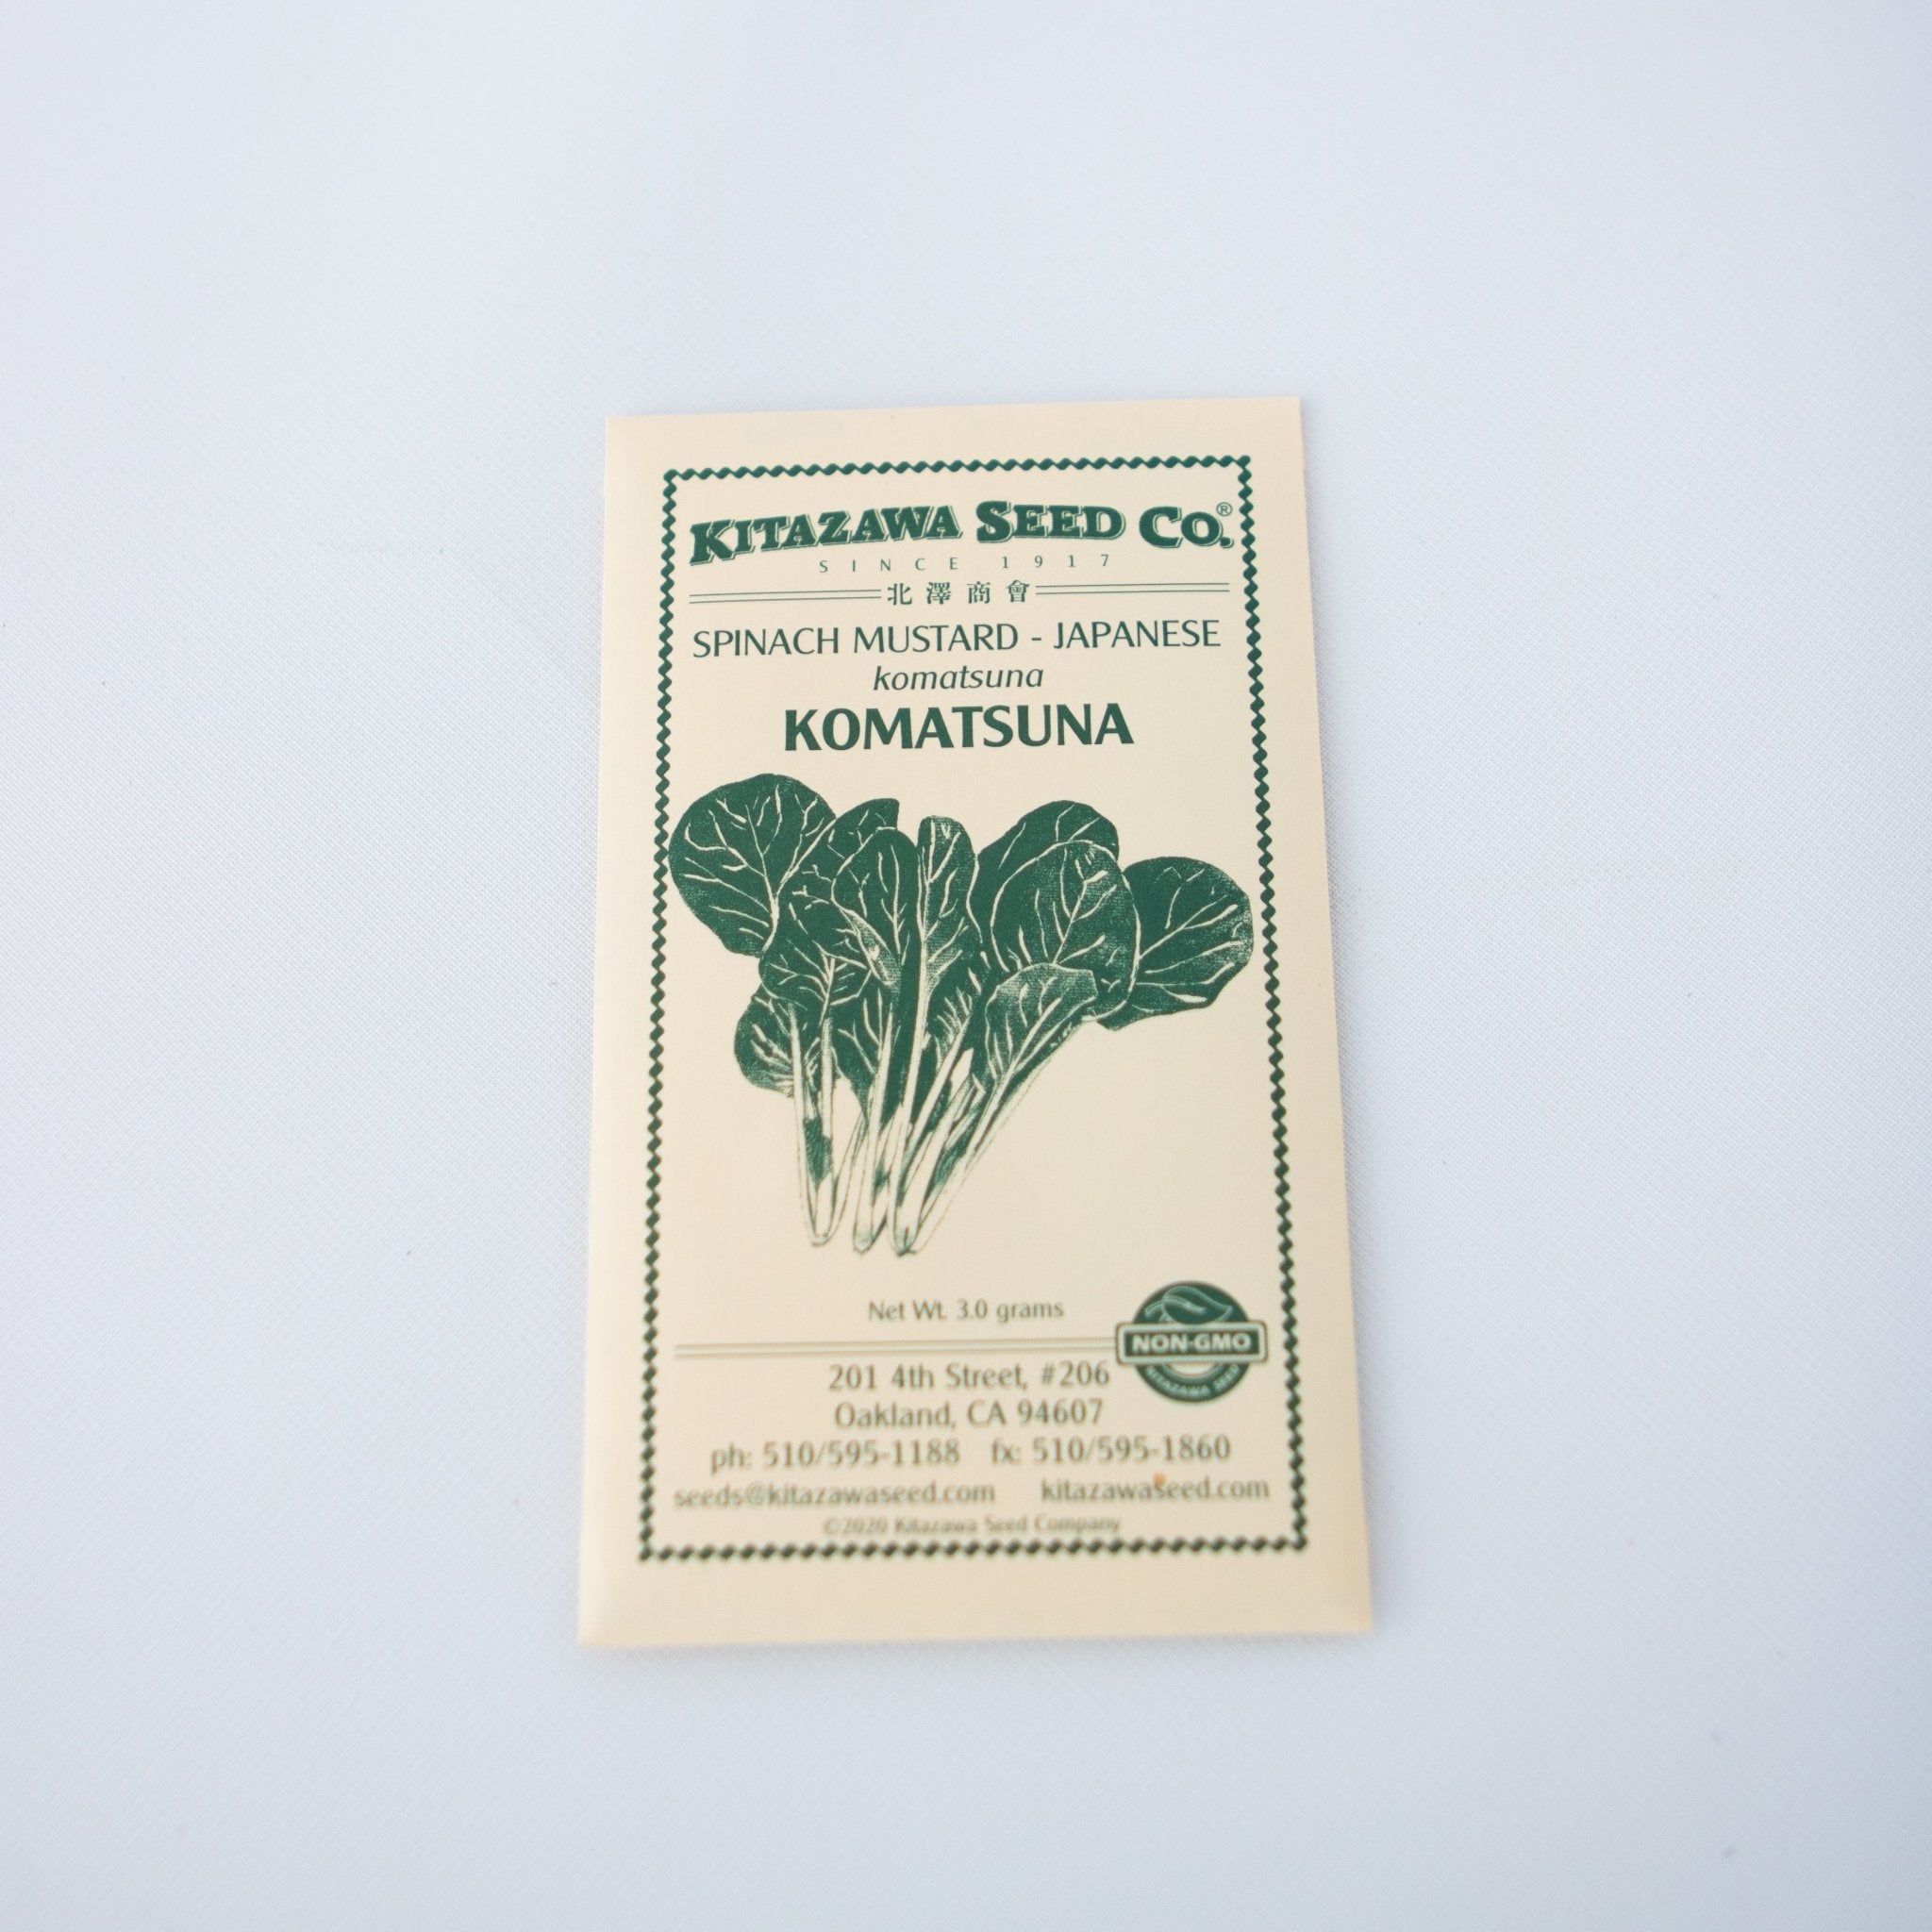 KITAZAWA SEED CO.®
SINCE 1917
北澤商會
SPINACH MUSTARD - JAPANESE
komatsuna
KOMATSUNA
Net Wt. 3.0 grams
NON-GMO
KITAZAWA SEED
201 4th Street, #206
Oakland, CA 94607
ph: 510/595-1188 fx: 510/595-1860
seeds@kitazawaseed.com kitazawaseed.com
©2020 Kitazawa Seed Company